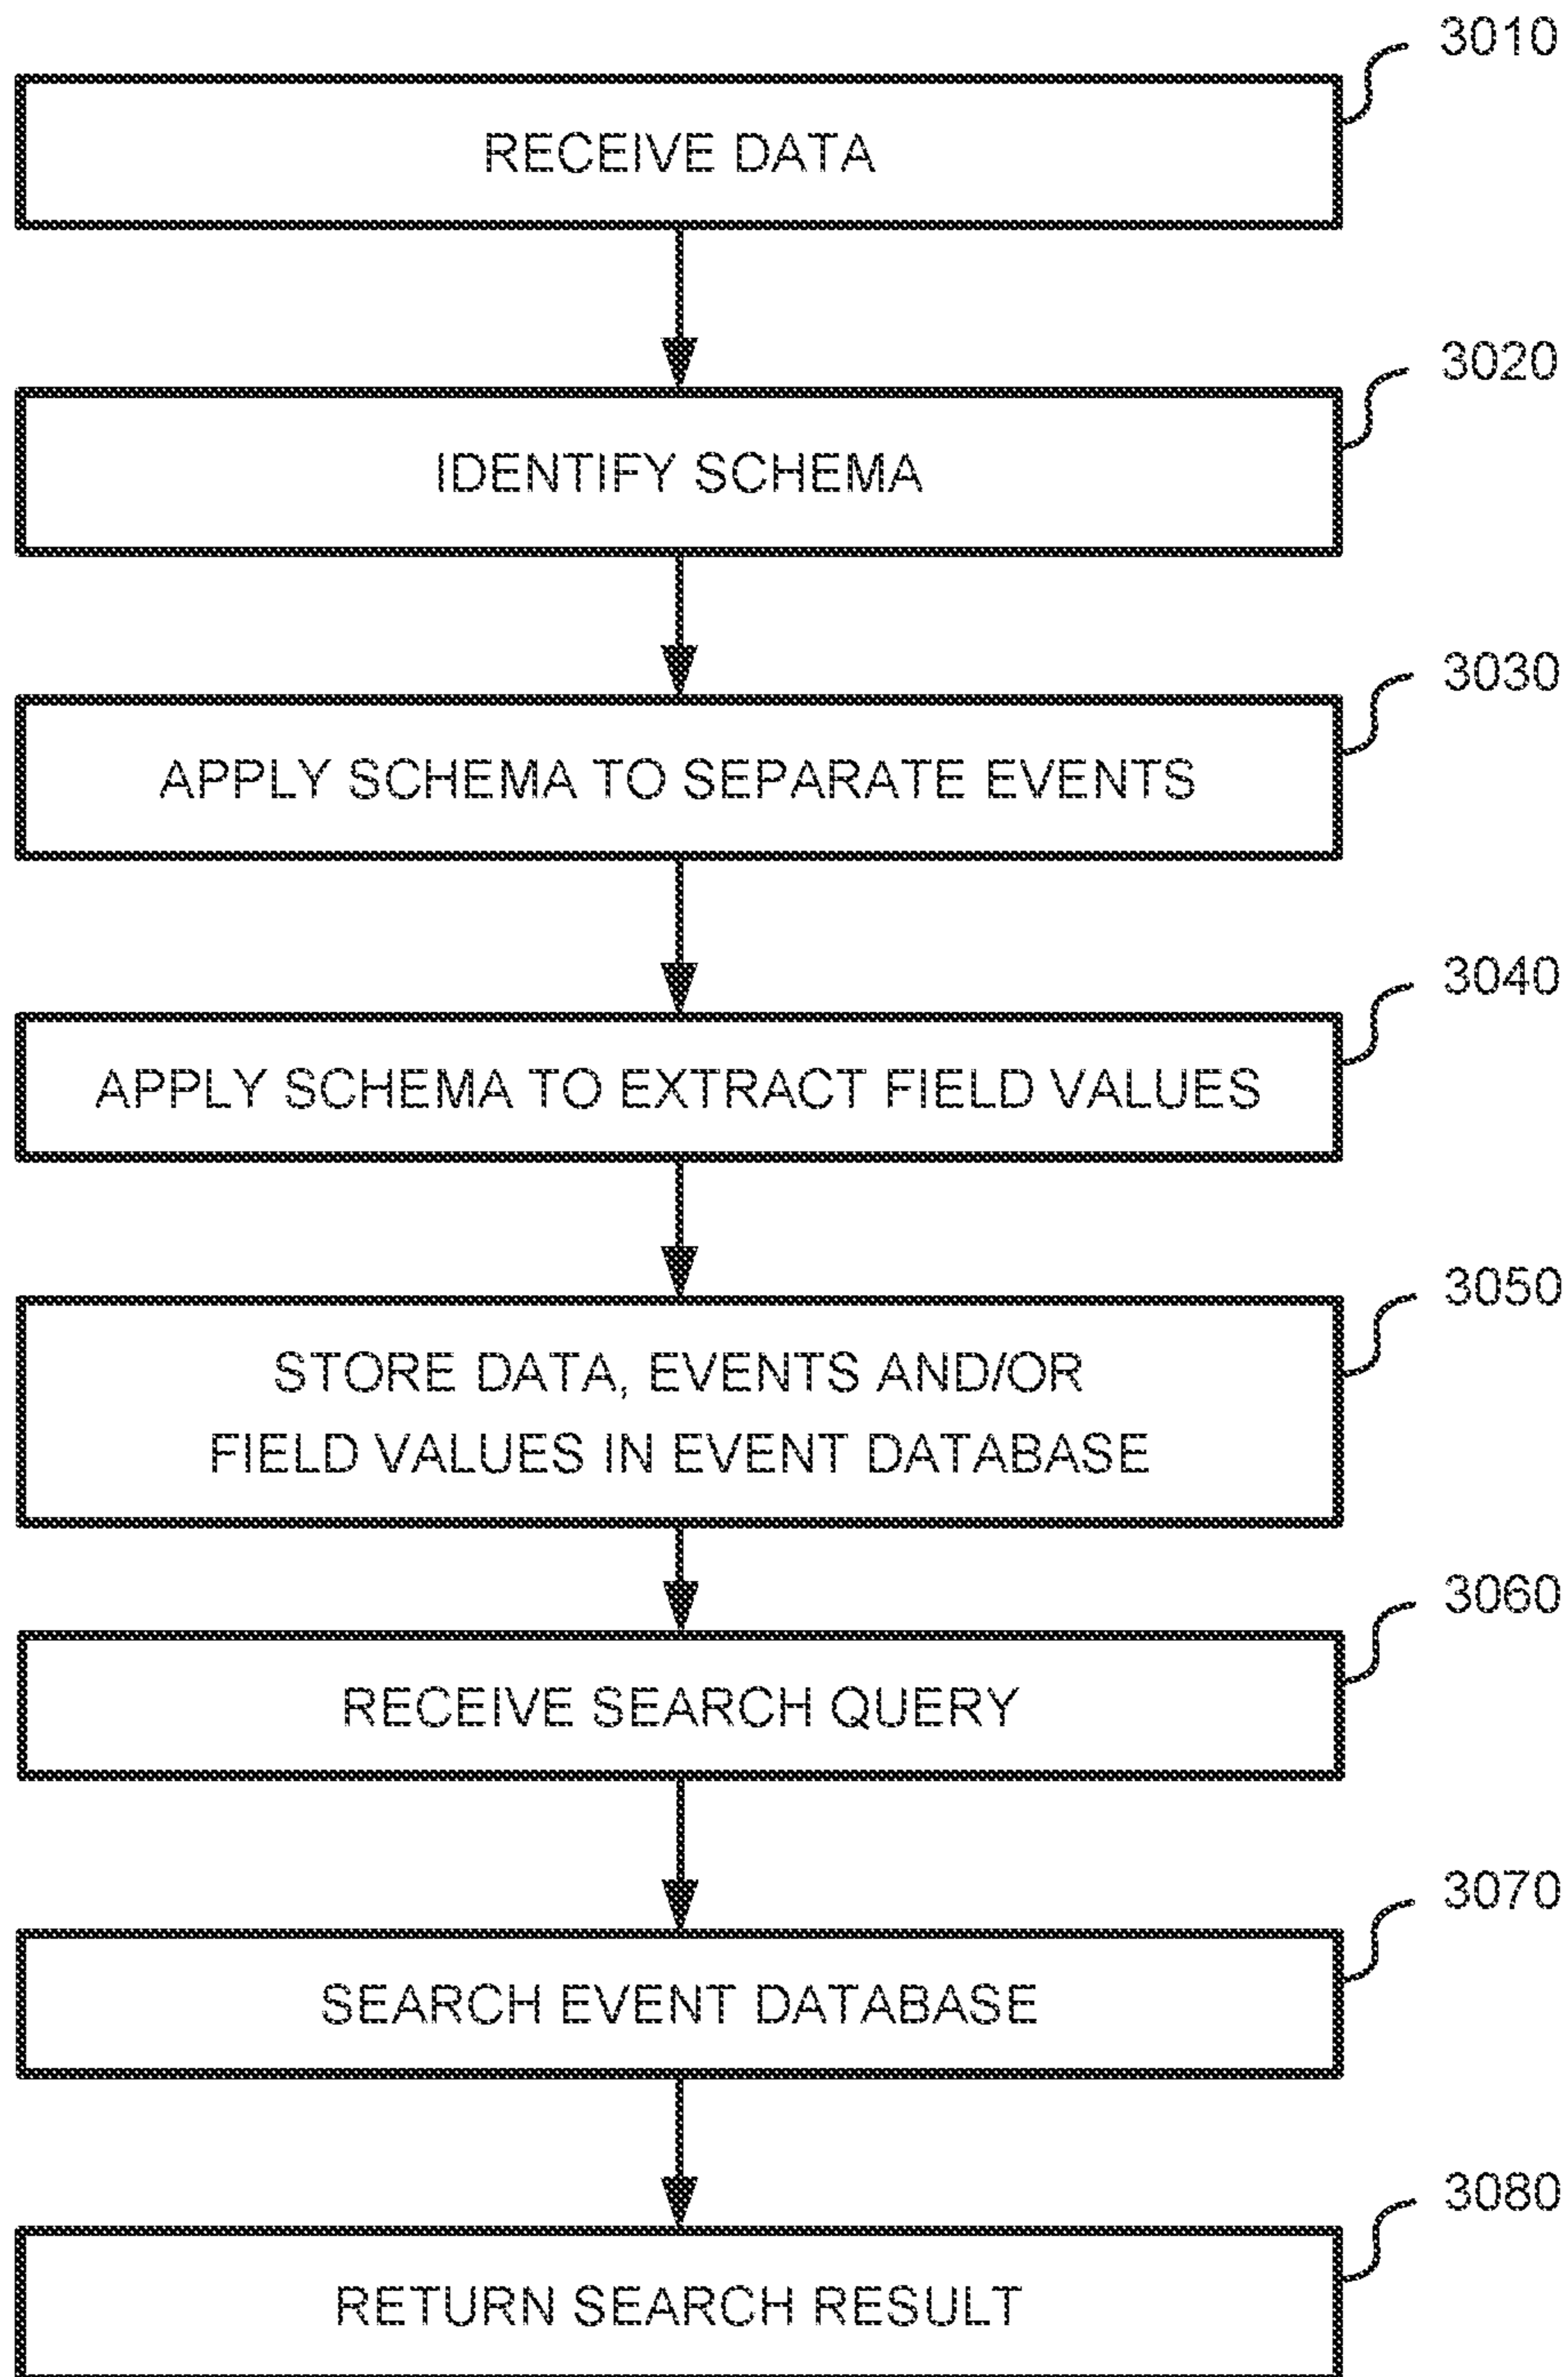 3010
RECEIVE DATA
3020
IDENTIFY SCHEMA
3030
APPLY SCHEMA TO SEPARATE EVENTS
3040
APPLY SCHEMA TO EXTRACT FIELD VALUES
3050
STORE DATA, EVENTS AND/OR
FIELD VALUES IN EVENT DATABASE
3060
RECEIVE SEARCH QUERY
3070
SEARCH EVENT DATABASE
3080
RETURN SEARCH RESULT